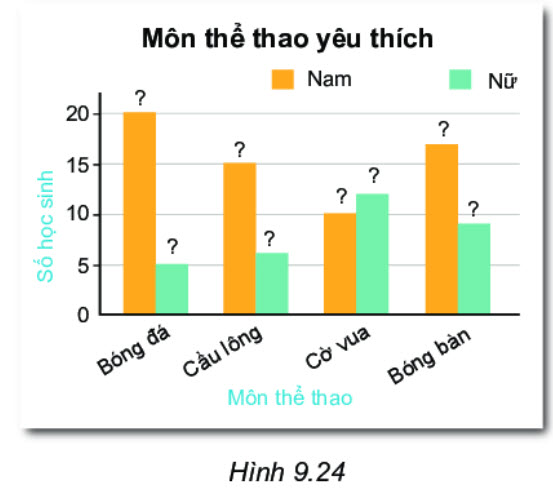 Môn thể thao yêu thích
Nam
Nữ
Số học sinh
20
15
10
5
0
?
?
?
?
?
?
?
?
Bóng đá
Cầu lông
Cờ vua
Bóng bàn
Môn thể thao
Hình 9.24